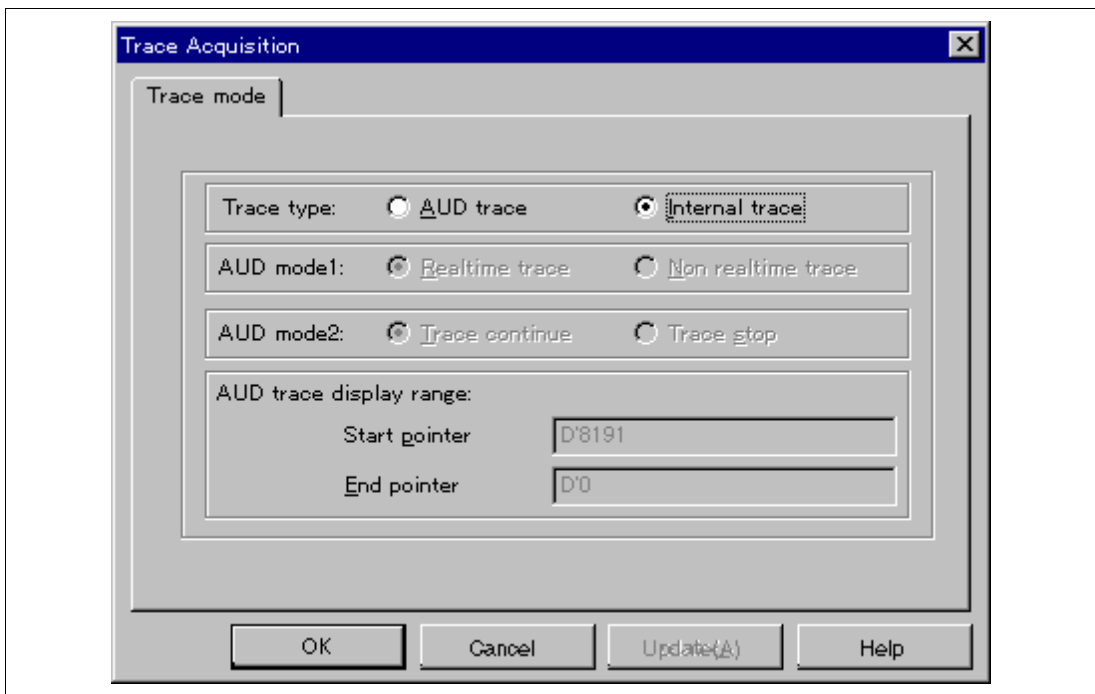 Trace Acquisition
Trace mode
Trace type: AUD trace Internal trace
AUD mode1: Realtime trace Non realtime trace
AUD mode2: Trace continue Trace stop
AUD trace display range:
Start pointer D'8191
End pointer D'0
OK Cancel Update(A) Help